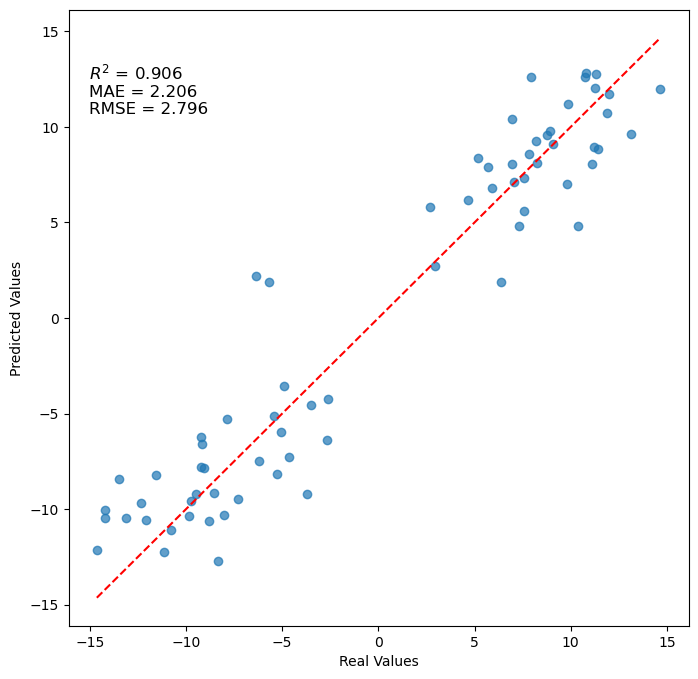 15
R² = 0.906
MAE = 2.206
RMSE = 2.796
10
5
0
−5
−10
−15
Predicted Values
−15 −10 −5 0 5 10 15
Real Values